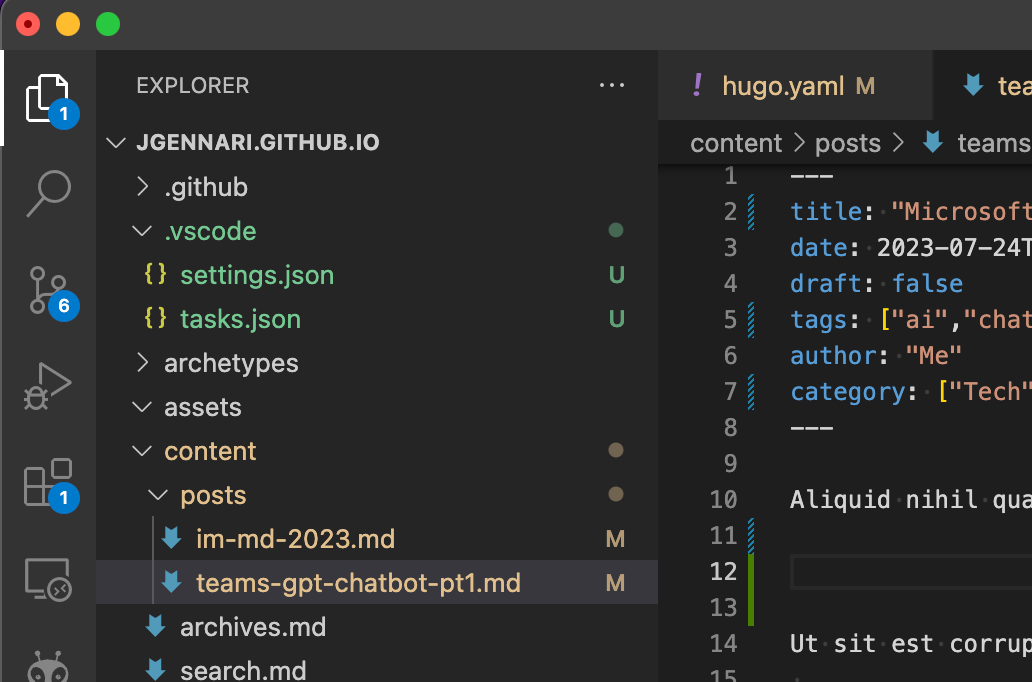 EXPLORER ...
JGENNARI.GITHUB.IO
.github
.vscode
{} settings.json U
{} tasks.json U
archetypes
assets
content
posts
im-md-2023.md M
teams-gpt-chatbot-pt1.md M
archives.md
search.md
1
6
1
! hugo.yaml M
tea
content > posts > teams
1 ---
2 title: "Microsoft
3 date: 2023-07-24T
4 draft: false
5 tags: ["ai","chat
6 author: "Me"
7 category: ["Tech"
8 ---
9
10 Aliquid nihil qua
11
12
13
14 Ut sit est corrup
15